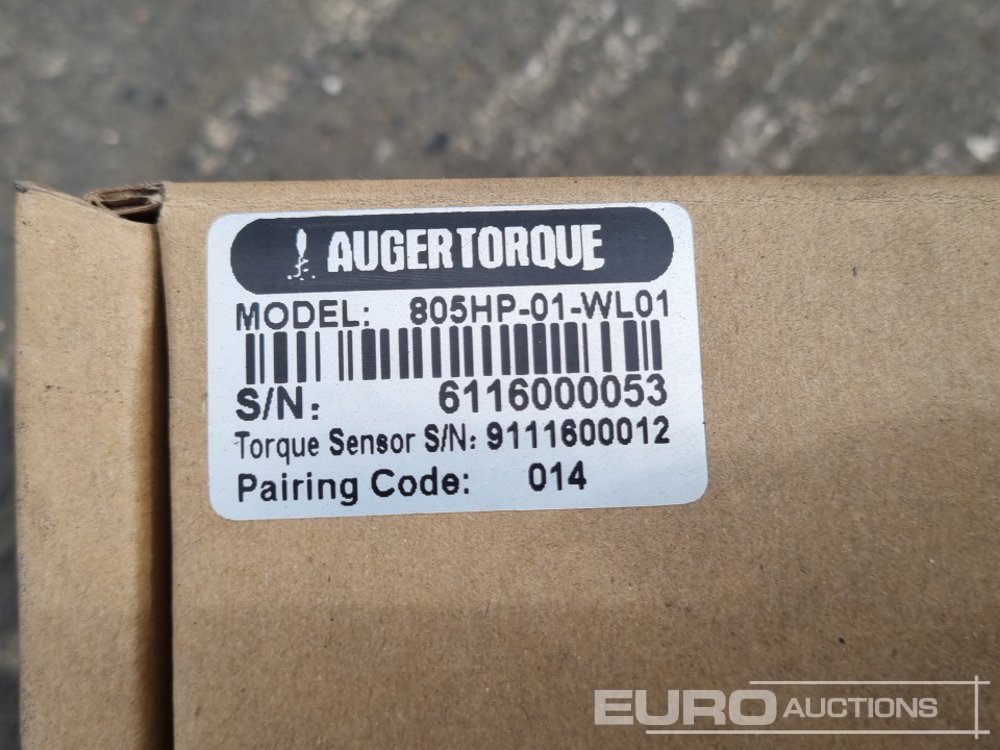 AUGERTORQUE
MODEL: 805HP-01-WL01
S/N: 6116000053
Torque Sensor S/N: 9111600012
Pairing Code: 014
EURO AUCTIONS